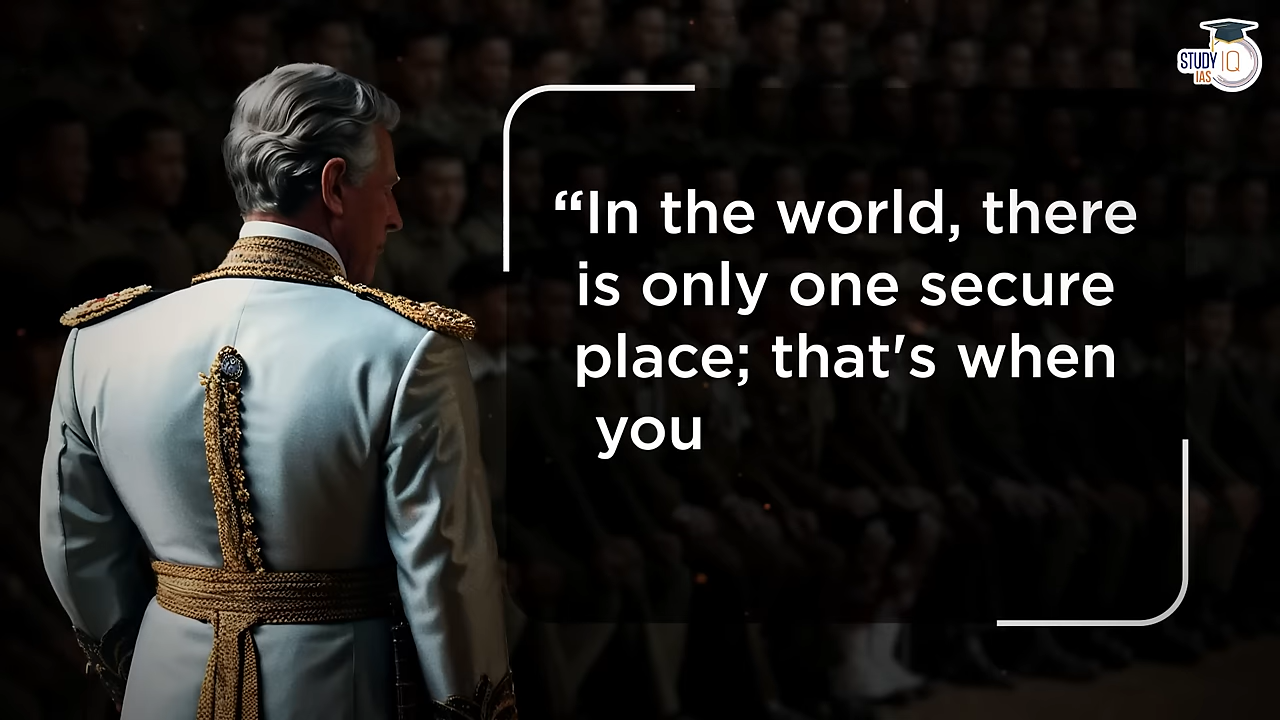 STUDY IQ
IAS
“In the world, there
is only one secure
place; that's when
you